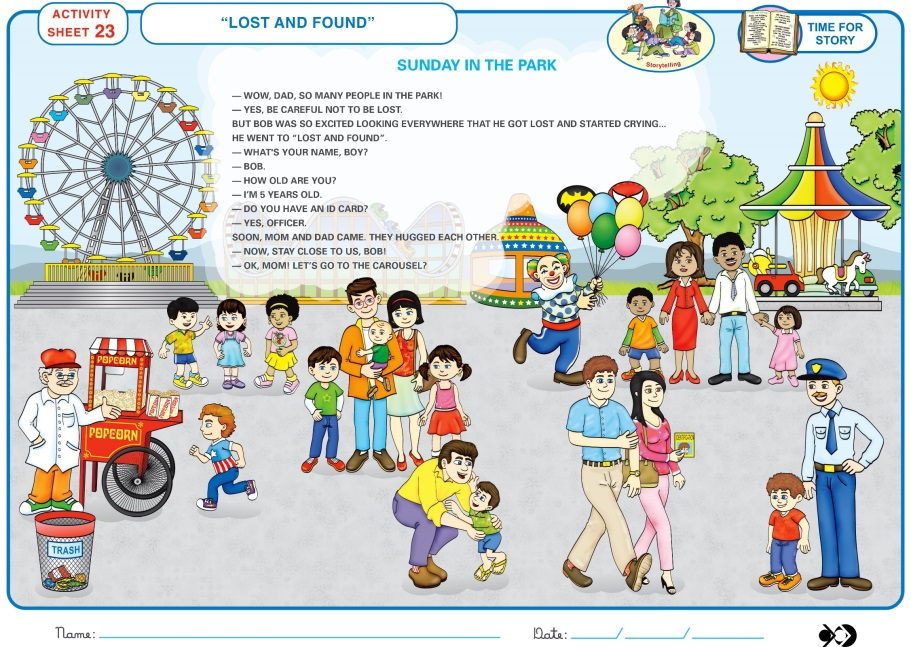 ACTIVITY
SHEET 23
“LOST AND FOUND”
Storytelling
TIME FOR
STORY
SUNDAY IN THE PARK
— WOW, DAD, SO MANY PEOPLE IN THE PARK!
— YES, BE CAREFUL NOT TO BE LOST.
BUT BOB WAS SO EXCITED LOOKING EVERYWHERE THAT HE GOT LOST AND STARTED CRYING...
HE WENT TO “LOST AND FOUND”.
— WHAT'S YOUR NAME, BOY?
— BOB.
— HOW OLD ARE YOU?
— I'M 5 YEARS OLD.
— DO YOU HAVE AN ID CARD?
— YES, OFFICER.
SOON, MOM AND DAD CAME. THEY HUGGED EACH OTHER.
— NOW, STAY CLOSE TO US, BOB!
— OK, MOM! LET'S GO TO THE CAROUSEL?
POPCORN
POPCORN
TRASH
Name:
Date: / /